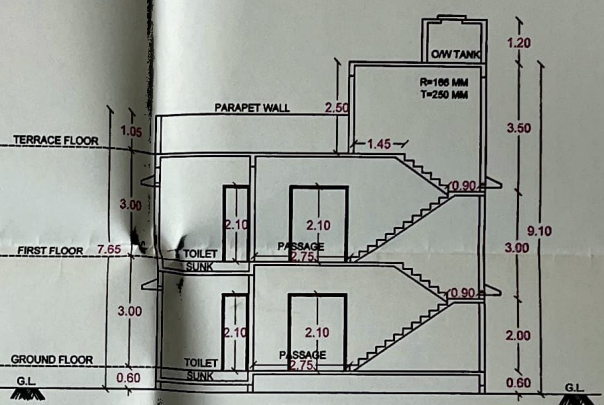 1.20
O/W TANK
R=166 MM
T=250 MM
PARAPET WALL
2.50
1.05
3.50
TERRACE FLOOR
1.45
0.90
3.00
2.10
2.10
9.10
3.00
FIRST FLOOR
7.65
TOILET
PASSAGE
2.75
SUNK
0.90
3.00
2.10
2.10
2.00
GROUND FLOOR
TOILET
PASSAGE
2.75
SUNK
0.60
0.60
G.L.
G.L.